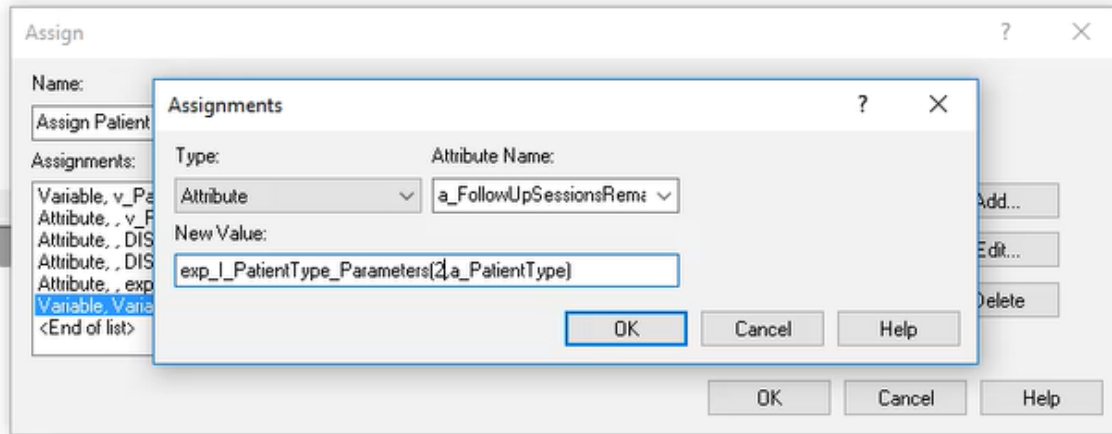 Assign ?
Name:
Assign Patient
Assignments:
Variable, v_Pa
Attribute, , v_F
Attribute, , DIS
Attribute, , DIS
Attribute, , exp
Variable, Varia
<End of list>
Add...
Edit...
Delete
OK Cancel Help
Assignments ?
Type: Attribute Name:
Attribute a_FollowUpSessionsRema
New Value:
exp_I_PatientType_Parameters(2,a_PatientType)
OK Cancel Help